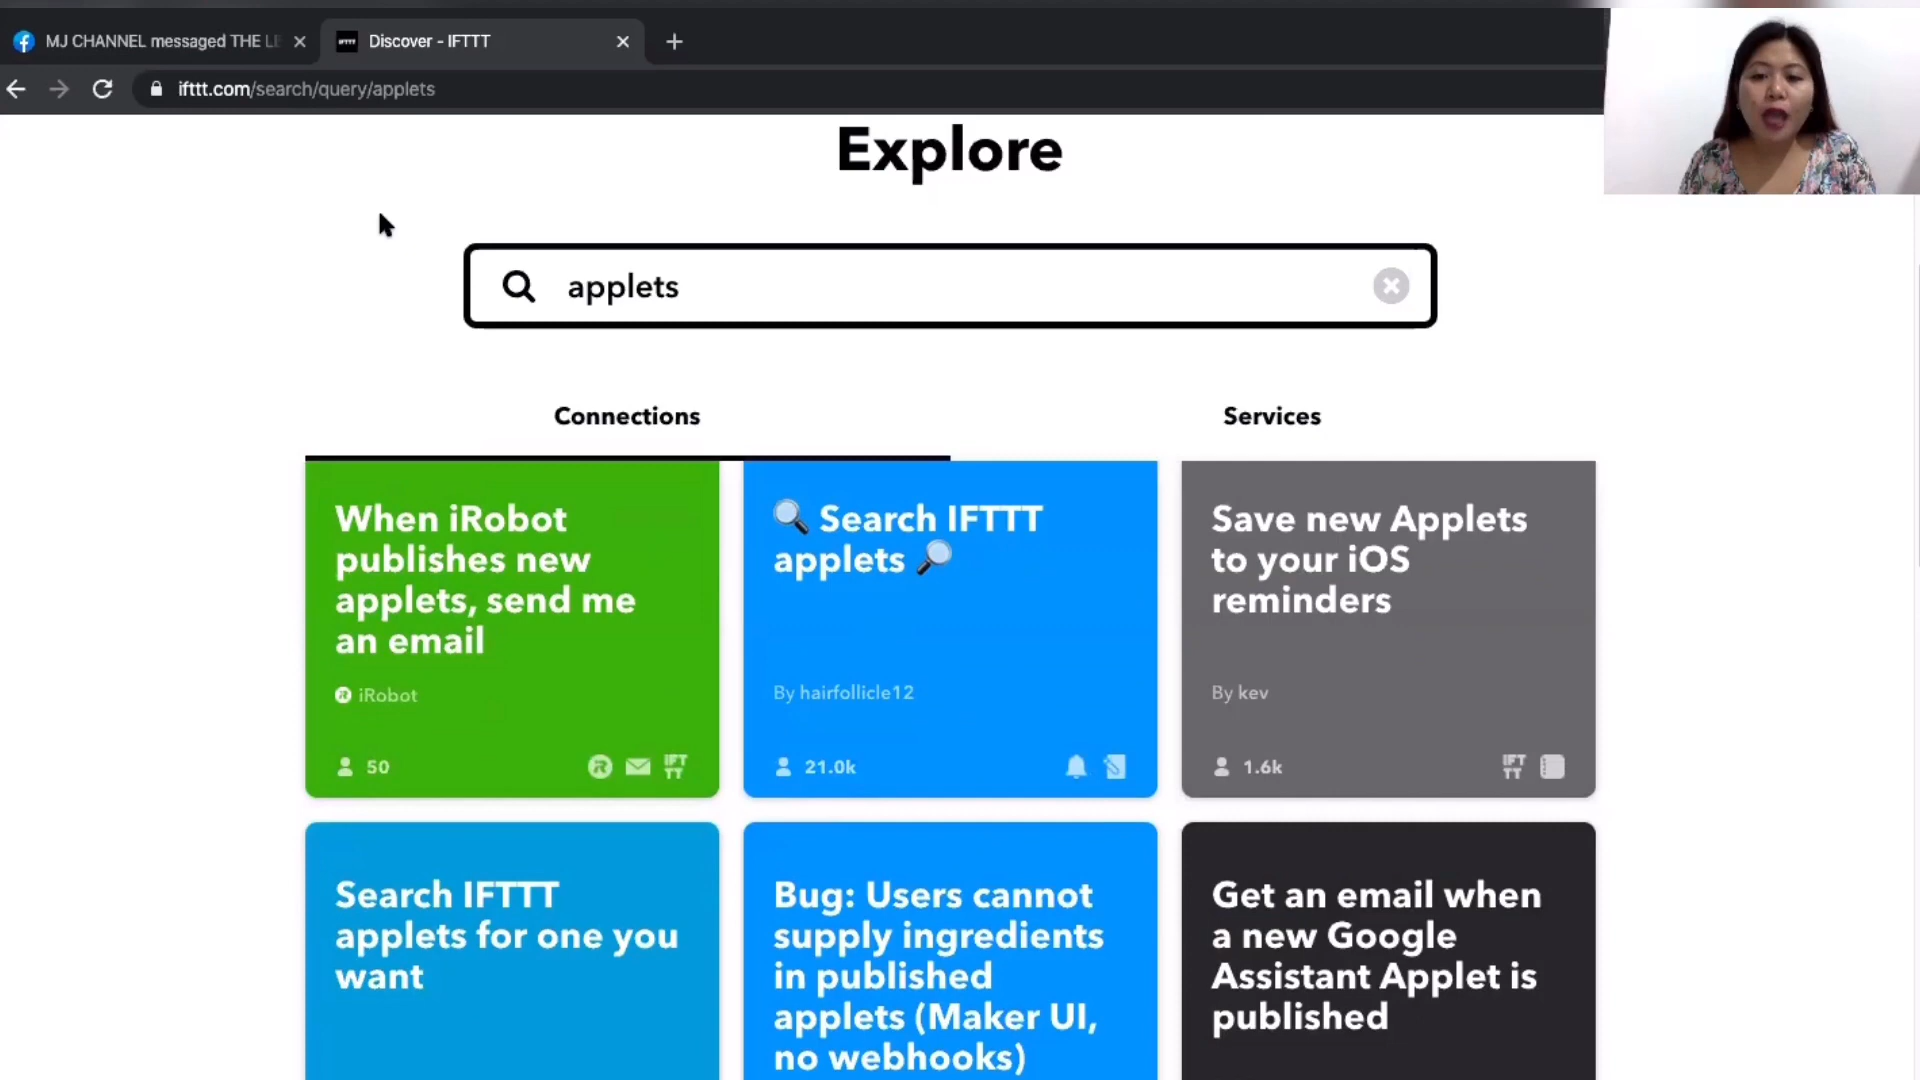 MJ CHANNEL messaged THE LE
Discover - IFTTT
ifttt.com/search/query/applets
Explore
applets
Connections
Services
When iRobot
publishes new
applets, send me
an email
iRobot
50
IFTTT
🔍 Search IFTTT
applets 🔎
By hairfollicle12
21.0k
Save new Applets
to your iOS
reminders
By kev
1.6k
IFTTT
Search IFTTT
applets for one you
want
Bug: Users cannot
supply ingredients
in published
applets (Maker UI,
no webhooks)
Get an email when
a new Google
Assistant Applet is
published